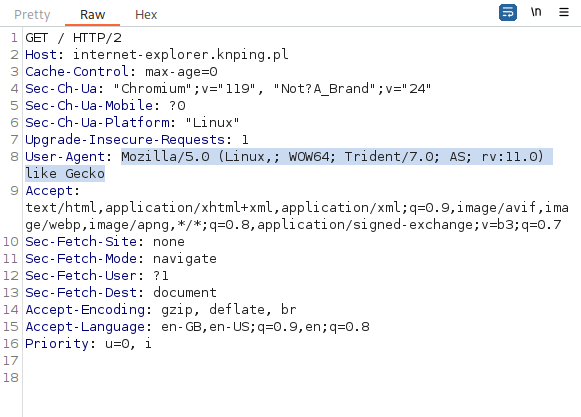 Pretty Raw Hex \n
1 GET / HTTP/2
2 Host: internet-explorer.knping.pl
3 Cache-Control: max-age=0
4 Sec-Ch-Ua: "Chromium";v="119", "Not?A_Brand";v="24"
5 Sec-Ch-Ua-Mobile: ?0
6 Sec-Ch-Ua-Platform: "Linux"
7 Upgrade-Insecure-Requests: 1
8 User-Agent: Mozilla/5.0 (Linux,; WOW64; Trident/7.0; AS; rv:11.0)
like Gecko
9 Accept:
text/html,application/xhtml+xml,application/xml;q=0.9,image/avif,ima
ge/webp,image/apng,*/*;q=0.8,application/signed-exchange;v=b3;q=0.7
10 Sec-Fetch-Site: none
11 Sec-Fetch-Mode: navigate
12 Sec-Fetch-User: ?1
13 Sec-Fetch-Dest: document
14 Accept-Encoding: gzip, deflate, br
15 Accept-Language: en-GB,en-US;q=0.9,en;q=0.8
16 Priority: u=0, i
17
18